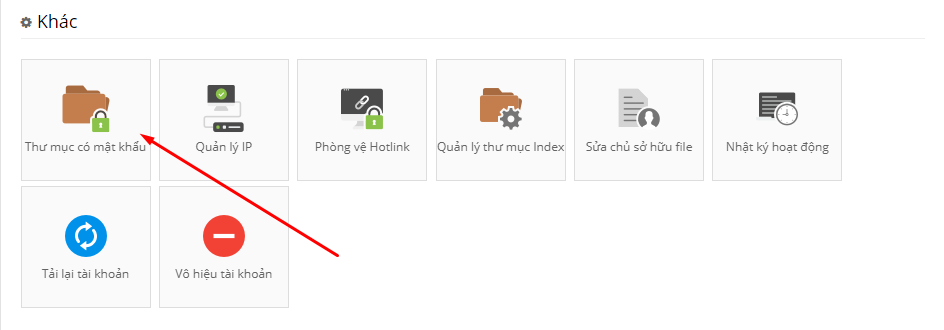 Khác
Thư mục có mật khẩu
Quản lý IP
Phòng vệ Hotlink
Quản lý thư mục Index
Sửa chủ sở hữu file
Nhật ký hoạt động
Tải lại tài khoản
Vô hiệu tài khoản